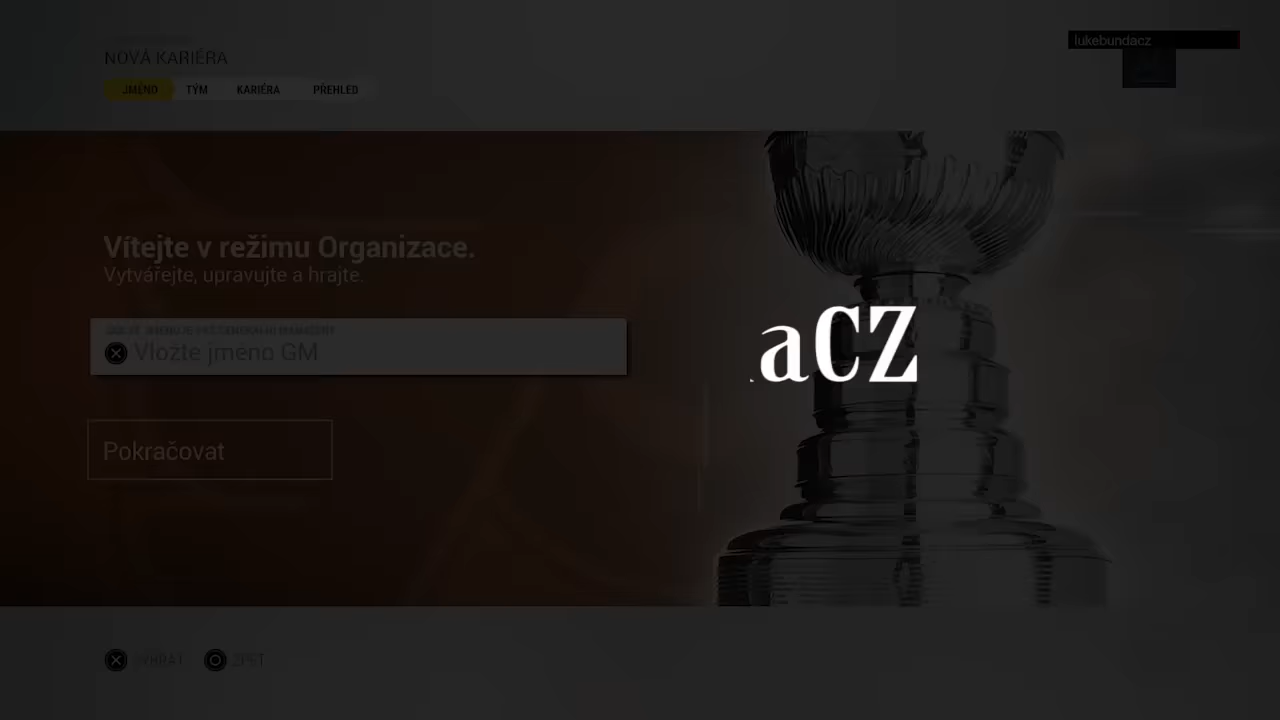 NOVÁ KARIÉRA
lukebundacz
JMÉNO TÝM KARIÉRA PŘEHLED
Vítejte v režimu Organizace.
Vytvářejte, upravujte a hrajte.
Vložte jméno GM
aCZ
Pokračovat
VYBRAT ZPĚT